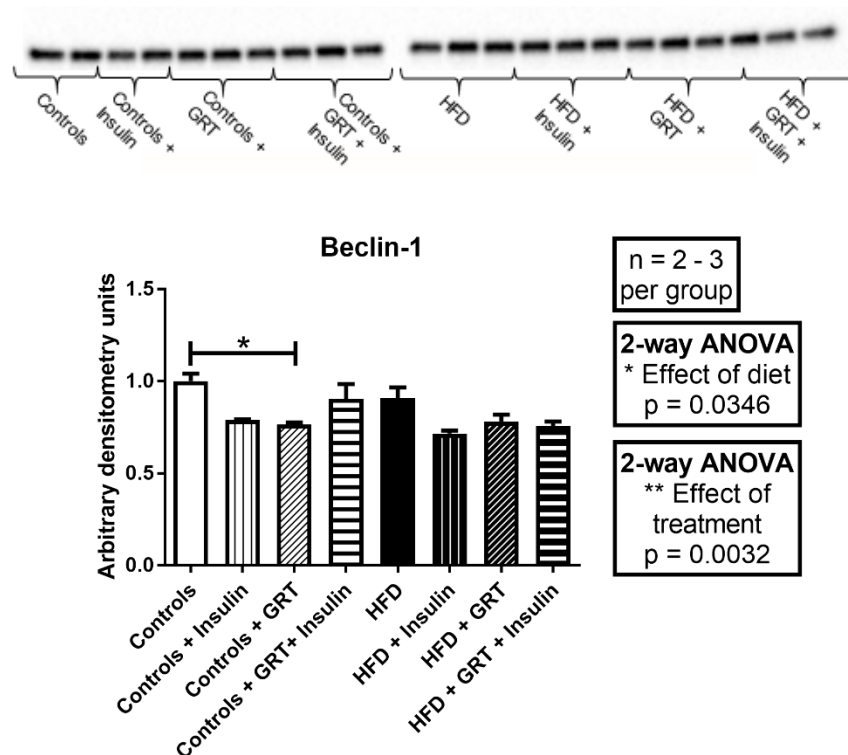 Controls
Controls +
Insulin
Controls +
GRT
Controls +
GRT +
Insulin
HFD
HFD +
Insulin
HFD +
GRT
HFD +
GRT +
Insulin
Beclin-1
n = 2 - 3
per group
2-way ANOVA
* Effect of diet
p = 0.0346
2-way ANOVA
** Effect of
treatment
p = 0.0032
Arbitrary densitometry units
1.5
1.0
0.5
0.0
*
Controls
Controls + Insulin
Controls + GRT
Controls + GRT+ Insulin
HFD
HFD + Insulin
HFD + GRT
HFD + GRT + Insulin